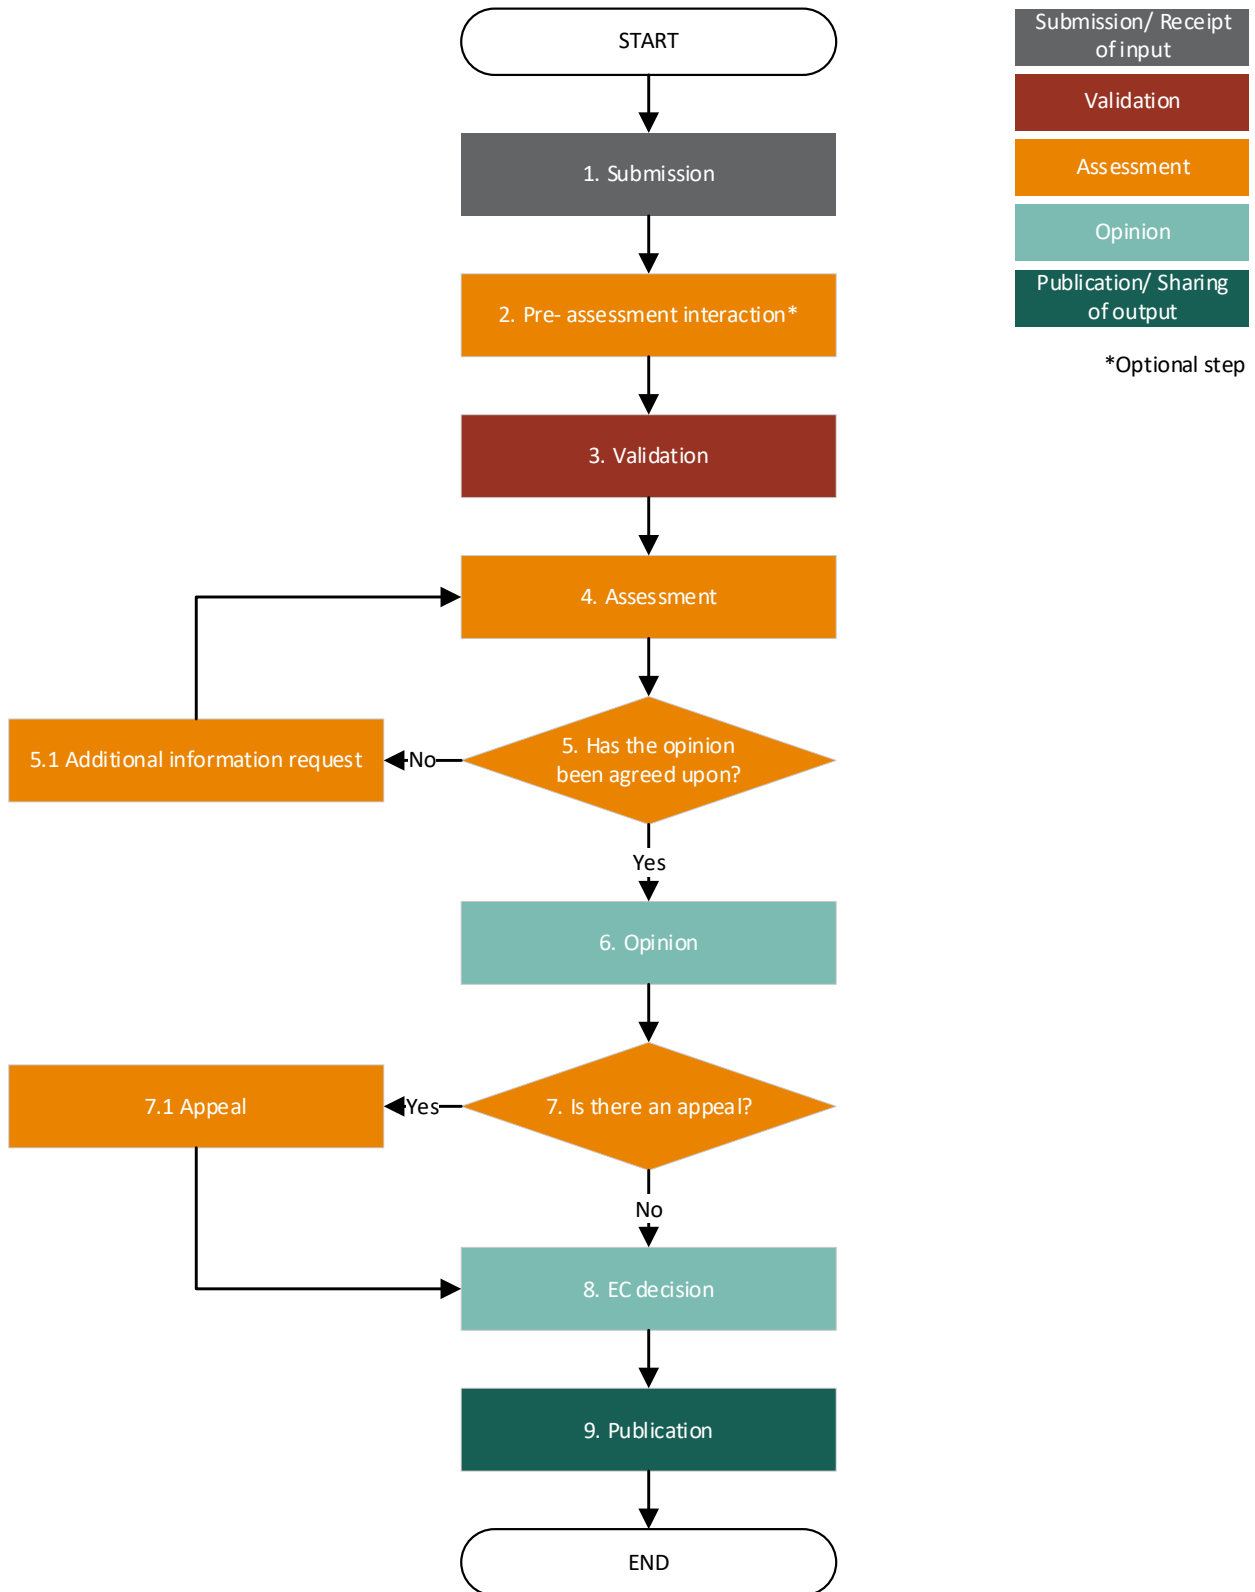 START
1. Submission
2. Pre- assessment interaction*
3. Validation
4. Assessment
5. Has the opinion
been agreed upon?
No
5.1 Additional information request
Yes
6. Opinion
7. Is there an appeal?
Yes
7.1 Appeal
No
8. EC decision
9. Publication
END
Submission/ Receipt
of input
Validation
Assessment
Opinion
Publication/ Sharing
of output
*Optional step